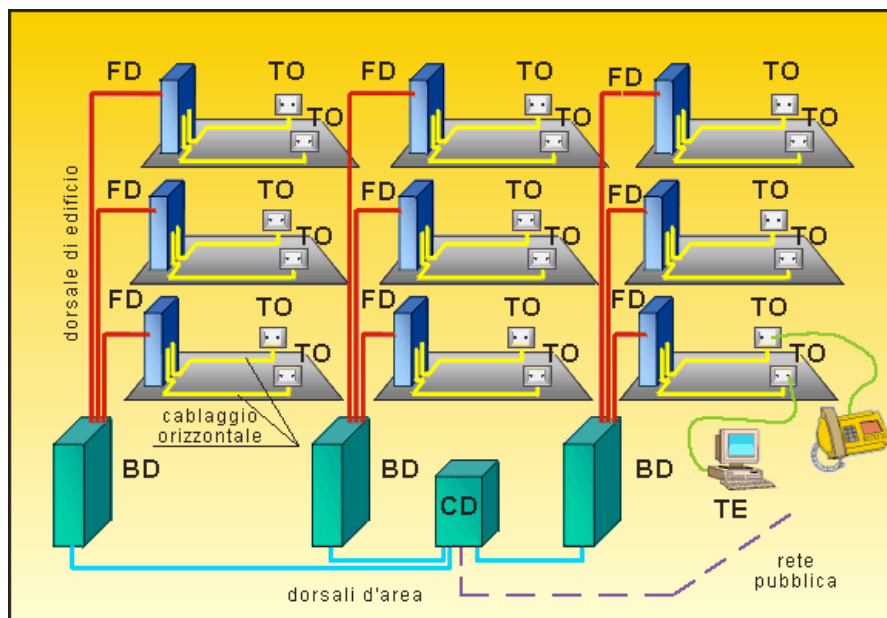 FD TO FD TO FD TO
TO TO TO
FD TO FD TO FD TO
TO TO TO
dorsale di edificio
FD TO FD TO FD TO
TO TO TO
cablaggio
orizzontale
BD BD BD
CD
TE
dorsali d'area
rete
pubblica